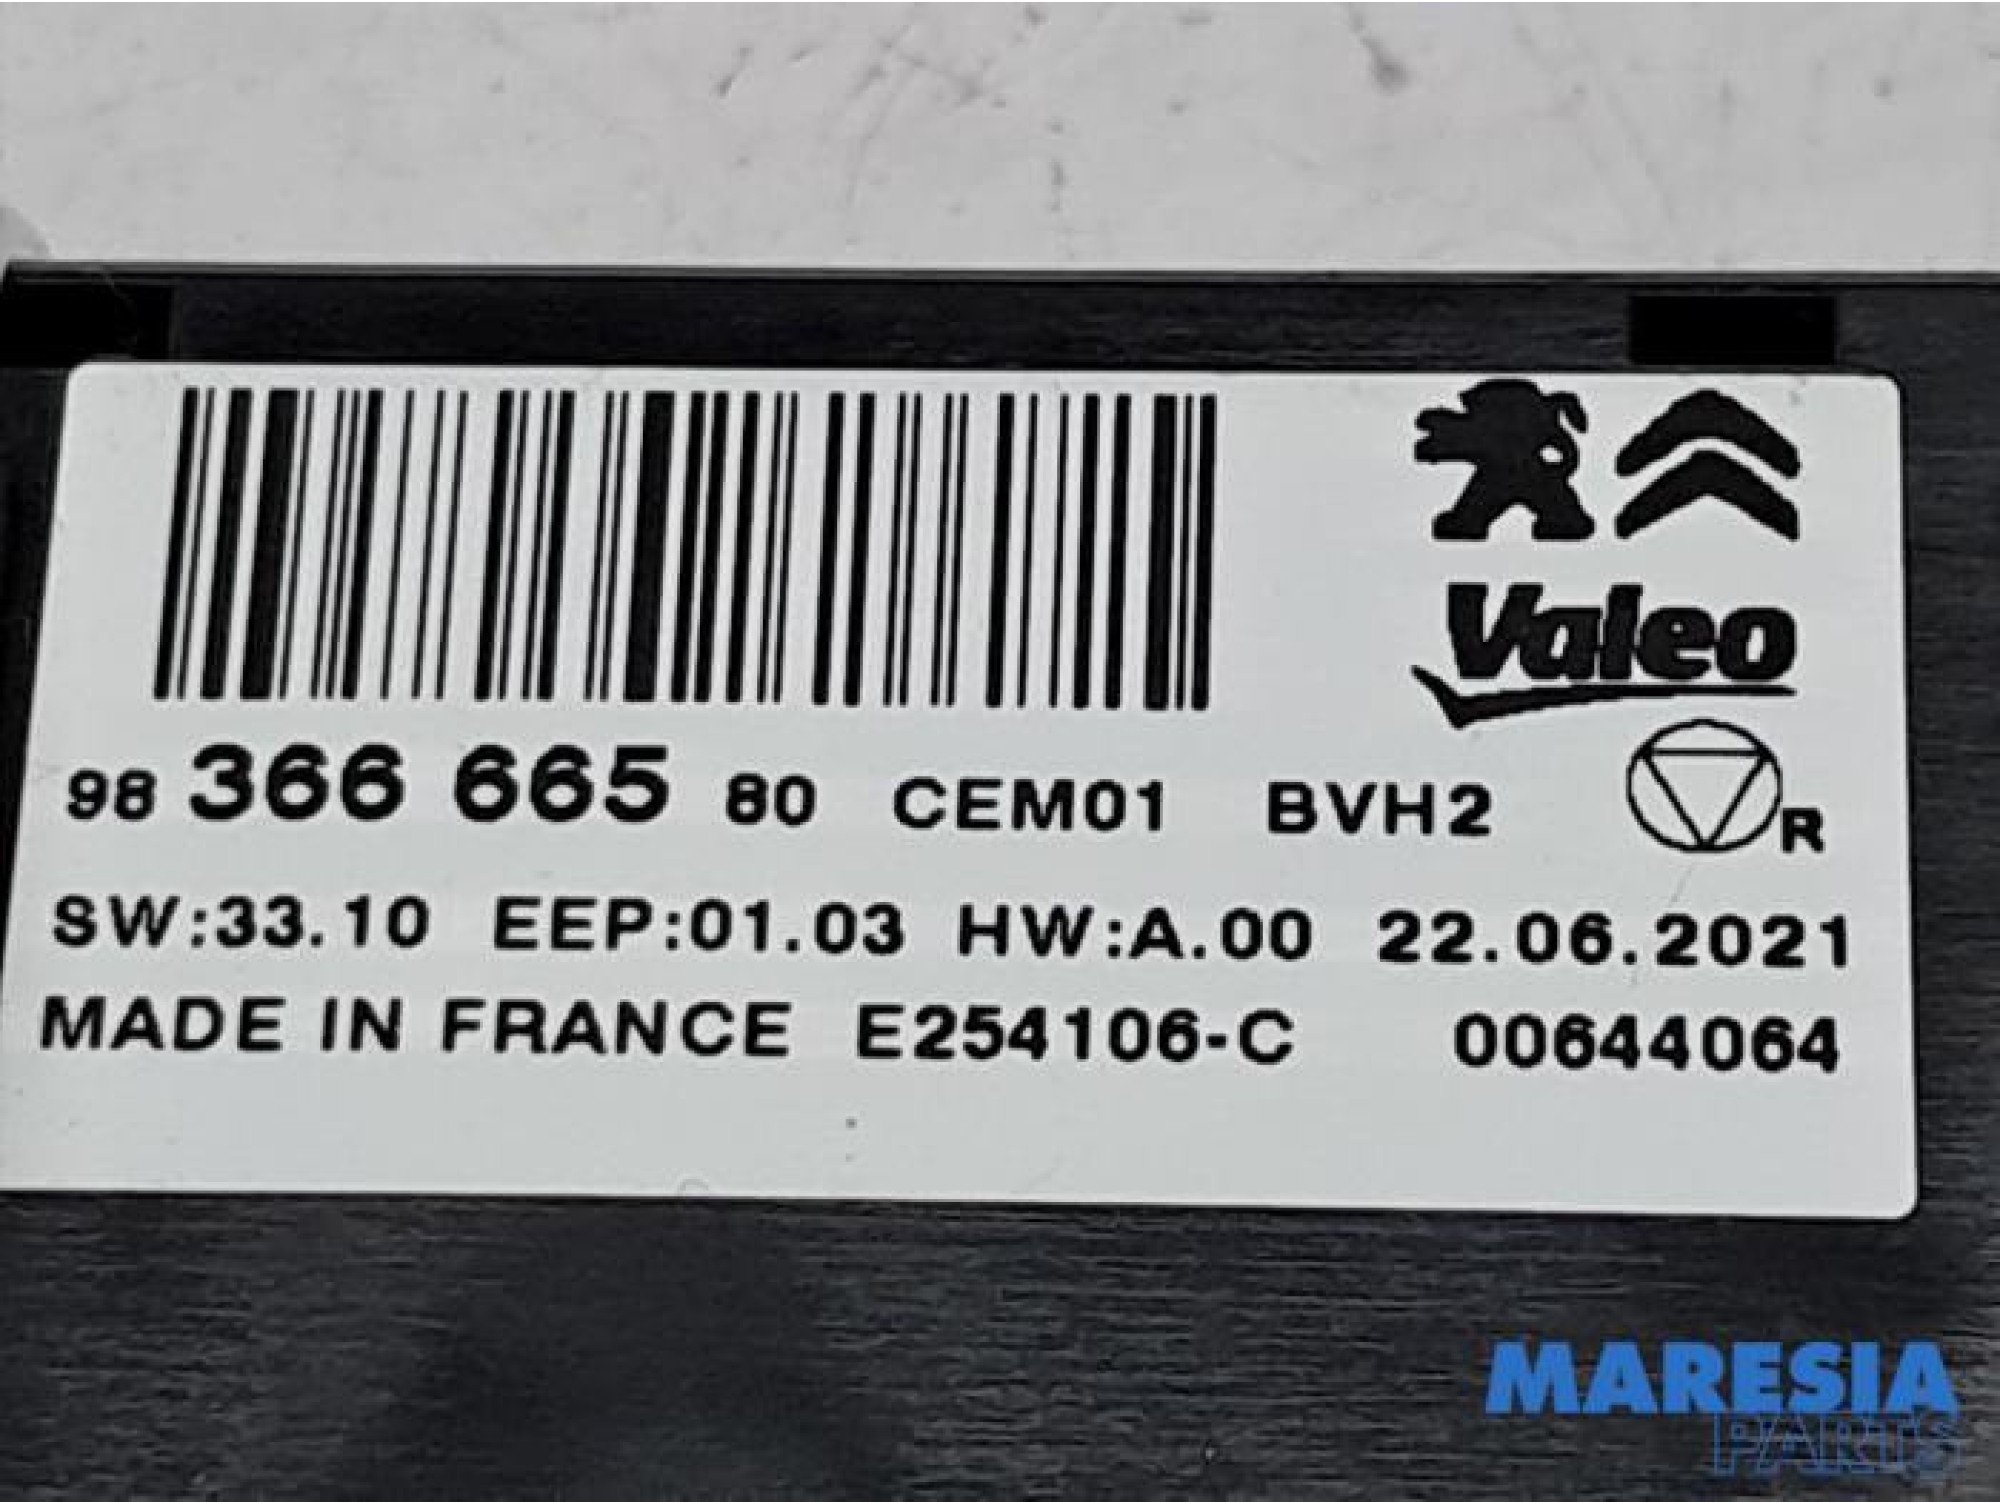 Valeo
98 366 665 80 CEM01 BVH2 R
SW:33.10 EEP:01.03 HW:A.00 22.06.2021
MADE IN FRANCE E254106-C 00644064
MARESIA
PARTS